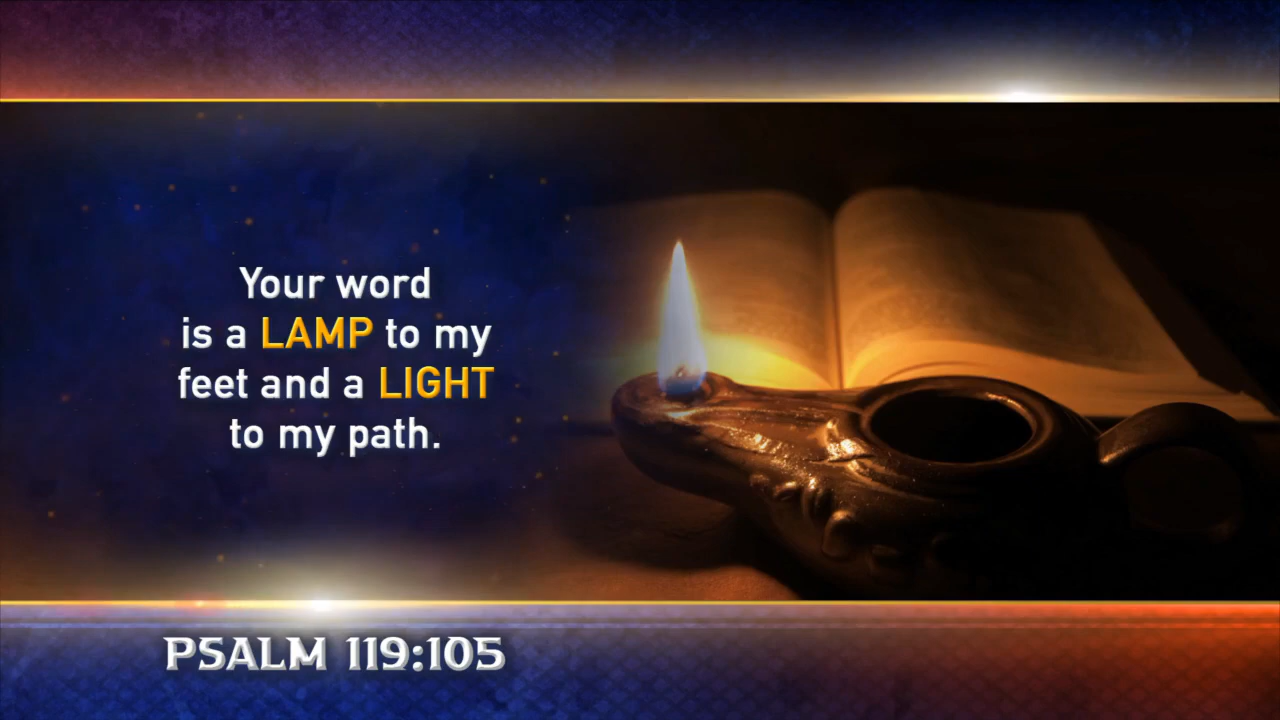 Your word
is a LAMP to my
feet and a LIGHT
to my path.
PSALM 119:105